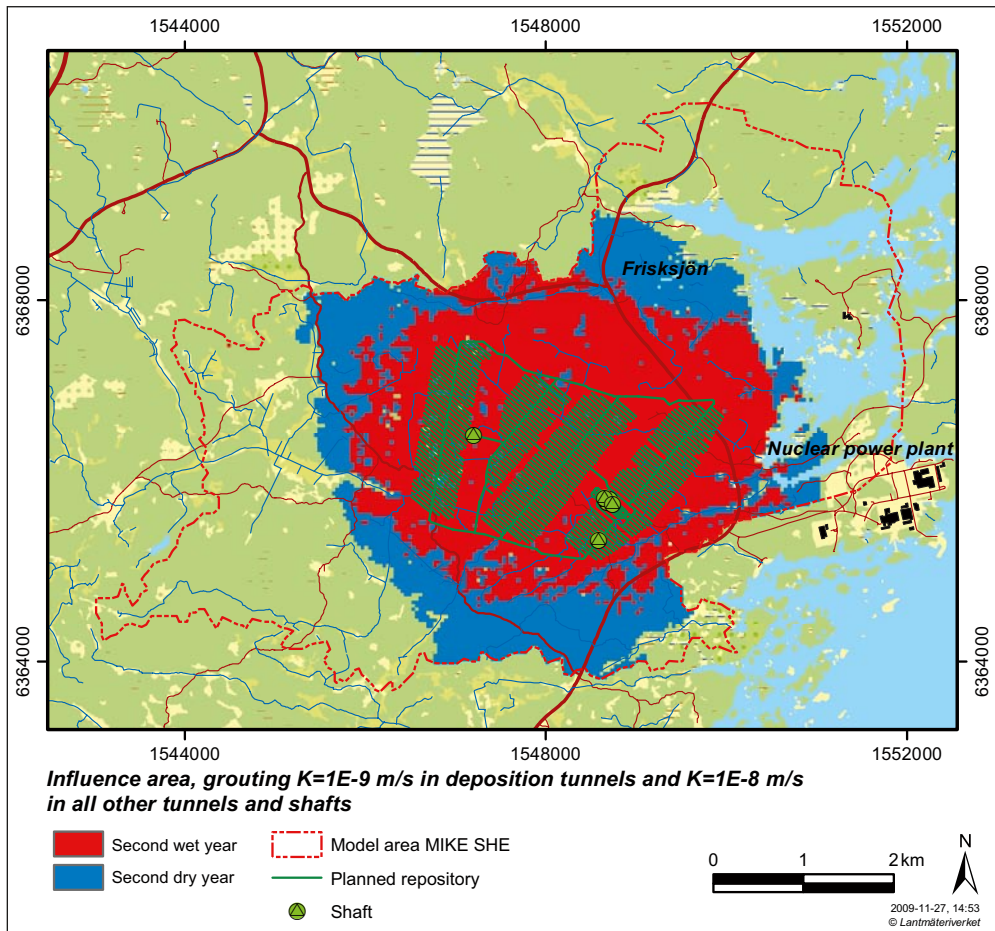 1544000 1548000 1552000
6368000 6368000
Frisksjön
Nuclear power plant
6364000 6364000
1544000 1548000 1552000
Influence area, grouting K=1E-9 m/s in deposition tunnels and K=1E-8 m/s
in all other tunnels and shafts
Second wet year
Model area MIKE SHE
N
Second dry year
Planned repository
0 1 2 km
Shaft
2009-11-27, 14:53
© Lantmäteriverket